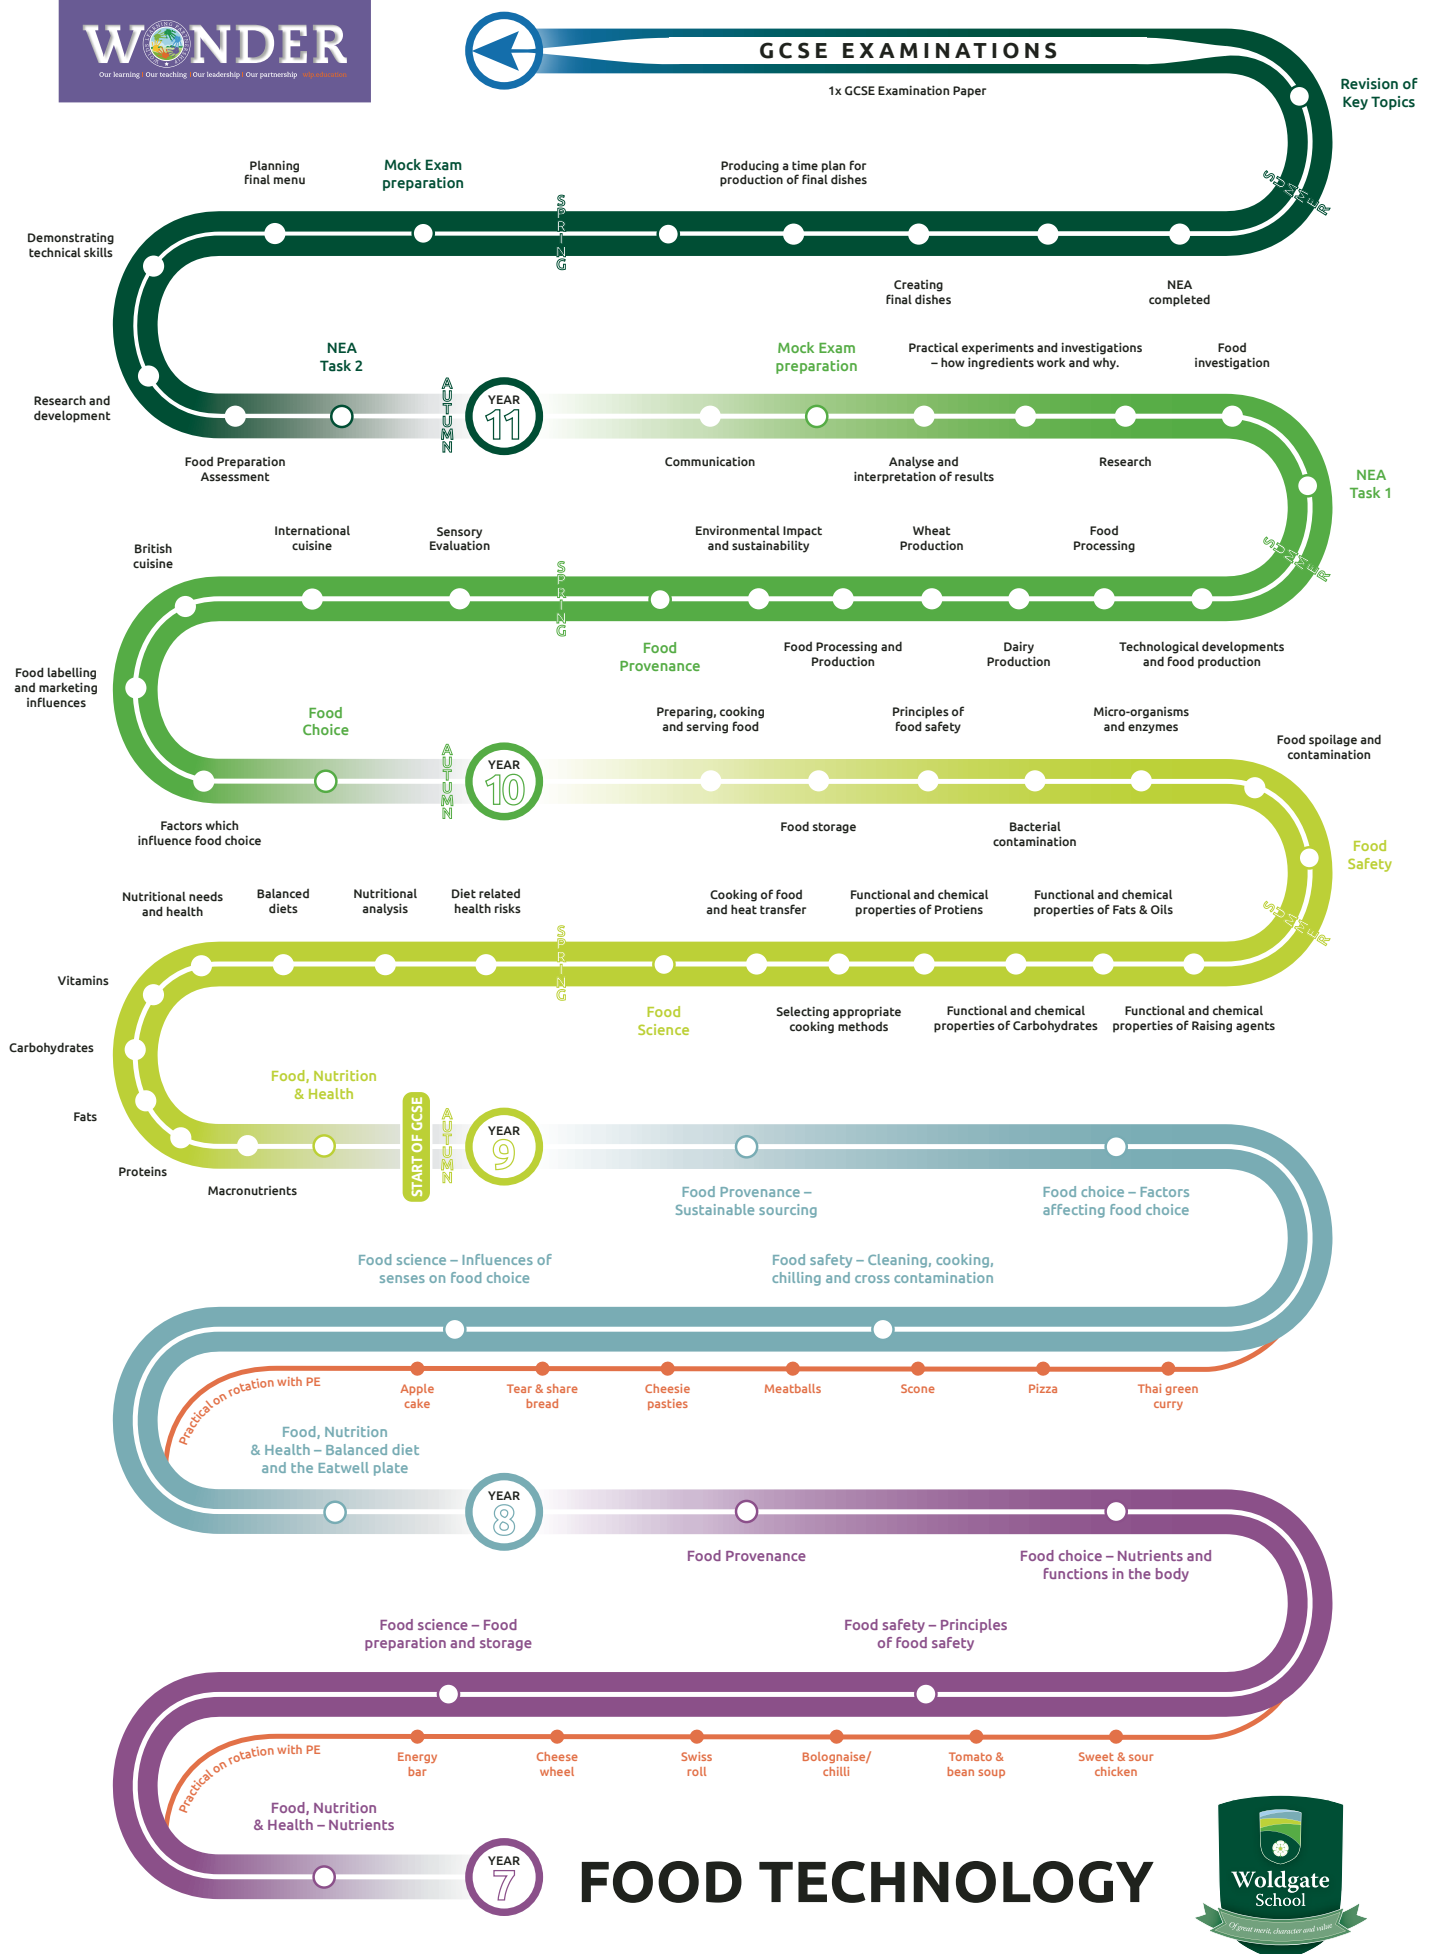 WONDER
Our learning | Our teaching | Our leadership | Our partnership wlp.education
GCSE EXAMINATIONS
1x GCSE Examination Paper
Revision of
Key Topics
SUMMER
Planning
final menu
Mock Exam
preparation
SPRING
Producing a time plan for
production of final dishes
Demonstrating
technical skills
Creating
final dishes
NEA
completed
Research and
development
NEA
Task 2
AUTUMN
YEAR
11
Mock Exam
preparation
Practical experiments and investigations
– how ingredients work and why.
Food
investigation
Food Preparation
Assessment
Communication
Analyse and
interpretation of results
Research
NEA
Task 1
SUMMER
British
cuisine
International
cuisine
Sensory
Evaluation
SPRING
Environmental Impact
and sustainability
Wheat
Production
Food
Processing
Food
Provenance
Food Processing and
Production
Dairy
Production
Technological developments
and food production
Food labelling
and marketing
influences
Food
Choice
AUTUMN
YEAR
10
Preparing, cooking
and serving food
Principles of
food safety
Micro-organisms
and enzymes
Food spoilage and
contamination
Factors which
influence food choice
Food storage
Bacterial
contamination
Food
Safety
SUMMER
Nutritional needs
and health
Balanced
diets
Nutritional
analysis
Diet related
health risks
SPRING
Cooking of food
and heat transfer
Functional and chemical
properties of Protiens
Functional and chemical
properties of Fats & Oils
Vitamins
Food
Science
Selecting appropriate
cooking methods
Functional and chemical
properties of Carbohydrates
Functional and chemical
properties of Raising agents
Carbohydrates
Fats
Proteins
Macronutrients
Food, Nutrition
& Health
START OF GCSE
AUTUMN
YEAR
9
Food Provenance –
Sustainable sourcing
Food choice – Factors
affecting food choice
Food science – Influences of
senses on food choice
Food safety – Cleaning, cooking,
chilling and cross contamination
Practical on rotation with PE
Apple
cake
Tear & share
bread
Cheesie
pasties
Meatballs
Scone
Pizza
Thai green
curry
Food, Nutrition
& Health – Balanced diet
and the Eatwell plate
YEAR
8
Food Provenance
Food choice – Nutrients and
functions in the body
Food science – Food
preparation and storage
Food safety – Principles
of food safety
Practical on rotation with PE
Energy
bar
Cheese
wheel
Swiss
roll
Bolognaise/
chilli
Tomato &
bean soup
Sweet & sour
chicken
Food, Nutrition
& Health – Nutrients
YEAR
7
FOOD TECHNOLOGY
Woldgate
School
Of great merit, character and value